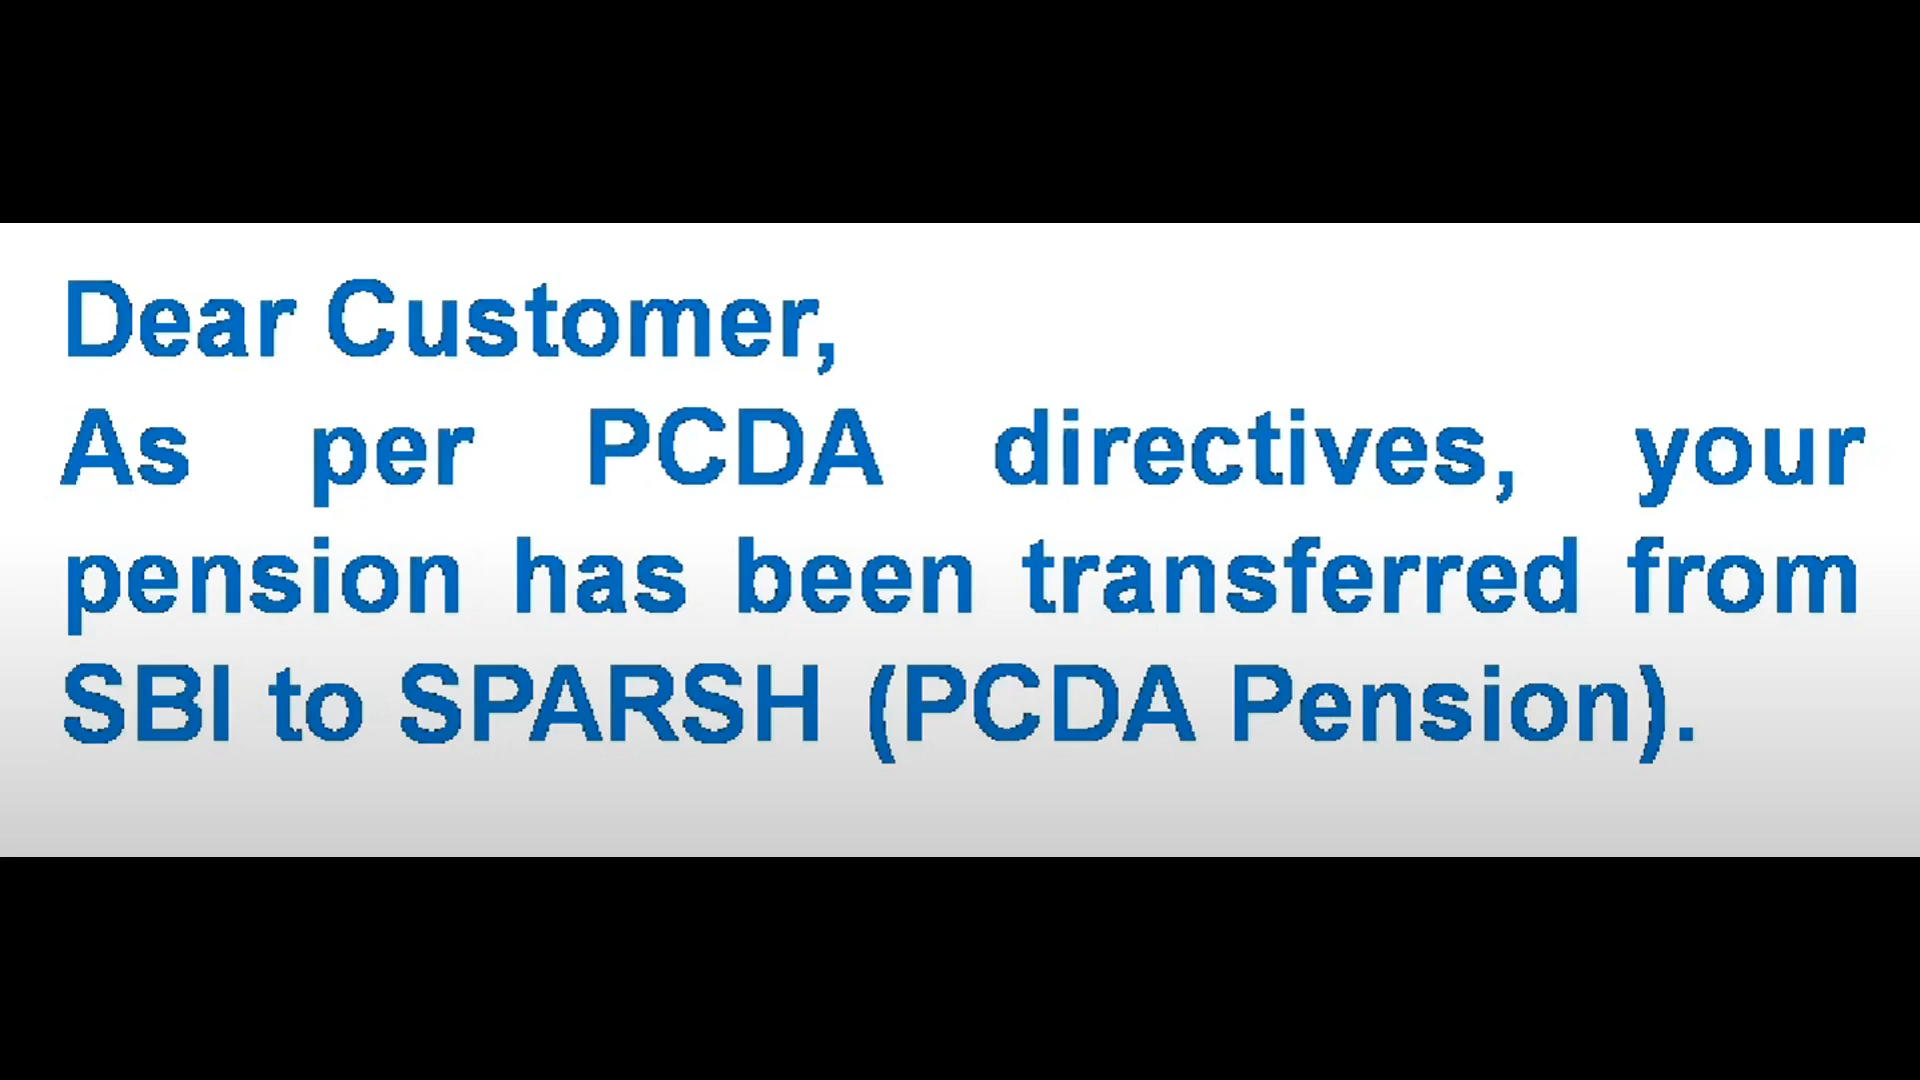 Dear Customer,
As per PCDA directives, your
pension has been transferred from
SBI to SPARSH (PCDA Pension).